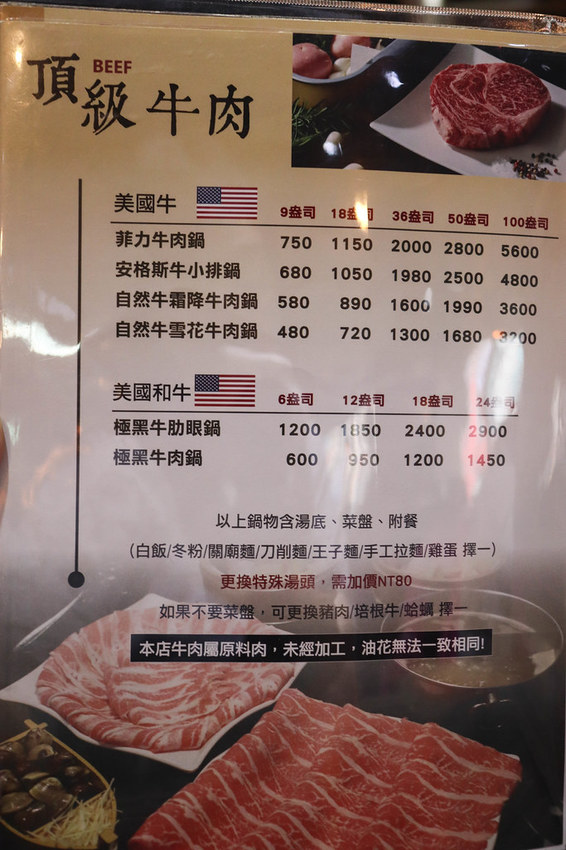 BEEF
頂級牛肉
美國牛 9盎司 18盎司 36盎司 50盎司 100盎司
菲力牛肉鍋 750 1150 2000 2800 5600
安格斯牛小排鍋 680 1050 1980 2500 4800
自然牛霜降牛肉鍋 580 890 1600 1990 3600
自然牛雪花牛肉鍋 480 720 1300 1680 3200
美國和牛 6盎司 12盎司 18盎司 24盎司
極黑牛肋眼鍋 1200 1850 2400 2900
極黑牛肉鍋 600 950 1200 1450
以上鍋物含湯底、菜盤、附餐
（白飯/冬粉/關廟麵/刀削麵/王子麵/手工拉麵/雞蛋 擇一）
更換特殊湯頭，需加價NT80
如果不要菜盤，可更換豬肉/培根牛/蛤蠣 擇一
本店牛肉屬原料肉，未經加工，油花無法一致相同!